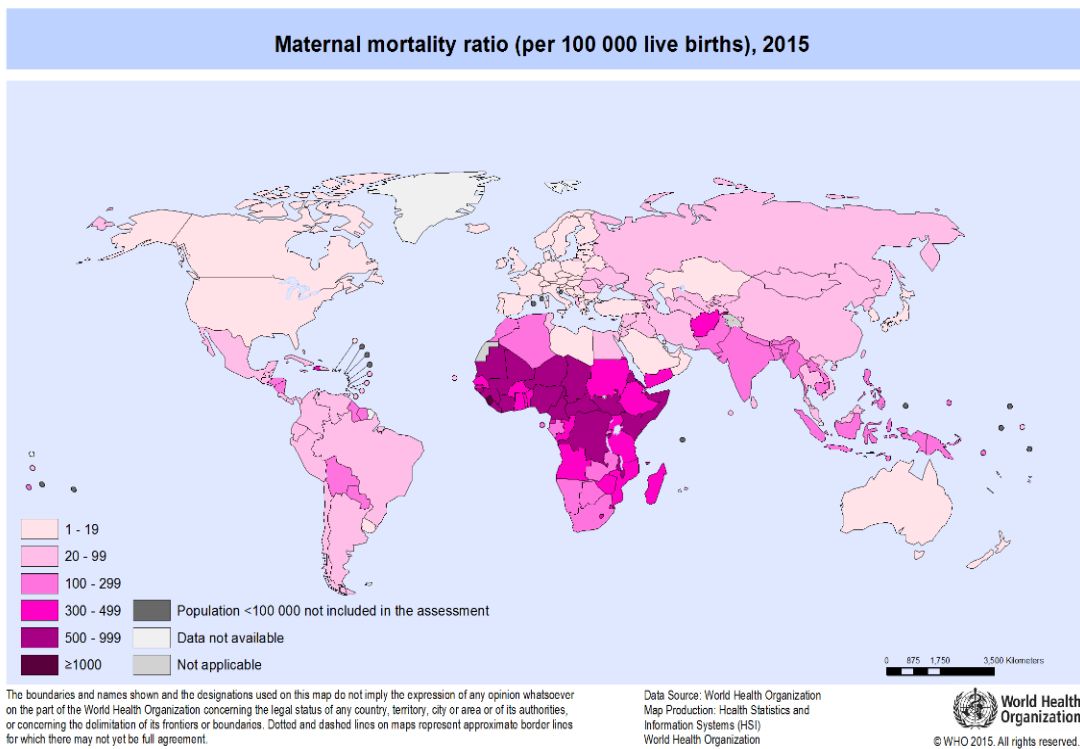 Maternal mortality ratio (per 100 000 live births), 2015
1 - 19
20 - 99
100 - 299
300 - 499
500 - 999
≥1000
Population <100 000 not included in the assessment
Data not available
Not applicable
0 875 1,750 3,500 Kilometers
The boundaries and names shown and the designations used on this map do not imply the expression of any opinion whatsoever
on the part of the World Health Organization concerning the legal status of any country, territory, city or area or of its authorities,
or concerning the delimitation of its frontiers or boundaries. Dotted and dashed lines on maps represent approximate border lines
for which there may not yet be full agreement.
Data Source: World Health Organization
Map Production: Health Statistics and
Information Systems (HSI)
World Health Organization
World Health
Organization
© WHO 2015. All rights reserved.